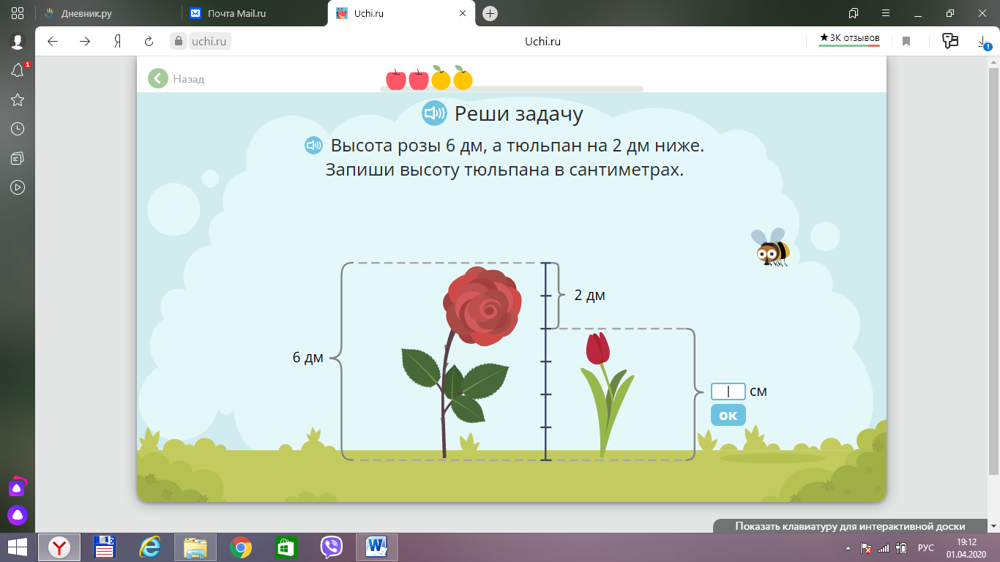 Дневник.ру
Почта Mail.ru
Uchi.ru
uchi.ru
Uchi.ru
★ 3K отзывов
1
1
Назад
Реши задачу
Высота розы 6 дм, а тюльпан на 2 дм ниже.
Запиши высоту тюльпана в сантиметрах.
2 дм
6 дм
см
ок
Показать клавиатуру для интерактивной доски
РУС
19:12
01.04.2020